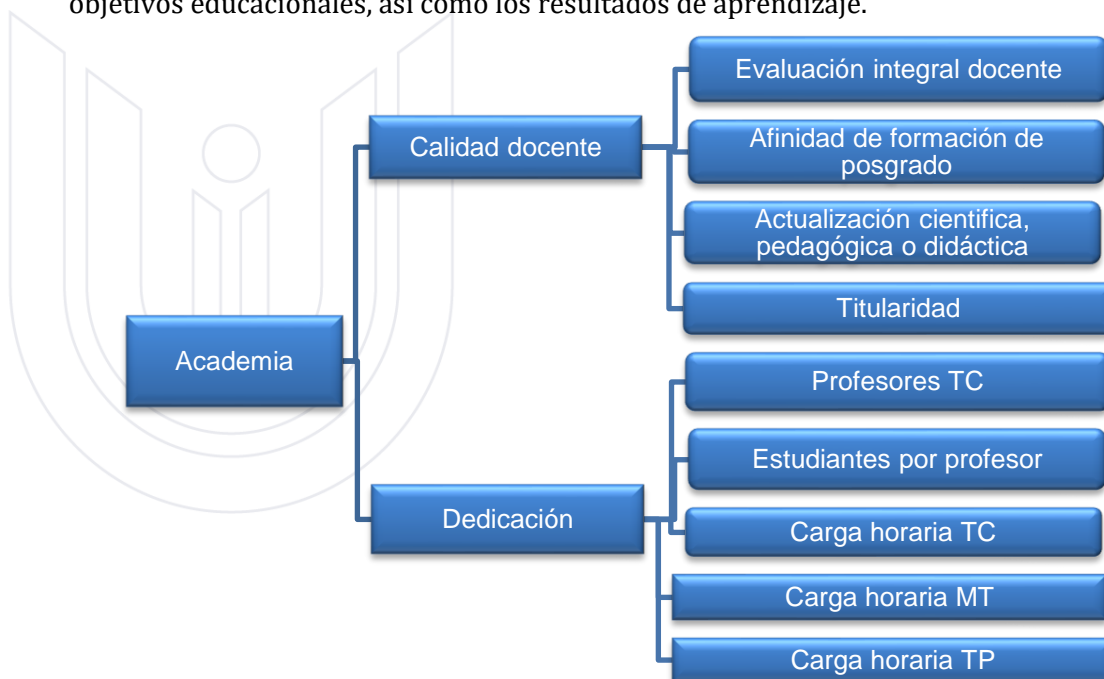 objetivos educacionales, así como los resultados de aprendizaje.
Evaluación integral docente
Calidad docente
Afinidad de formación de
posgrado
Actualización cientifica,
pedagógica o didáctica
Titularidad
Academia
Profesores TC
Estudiantes por profesor
Dedicación
Carga horaria TC
Carga horaria MT
Carga horaria TP